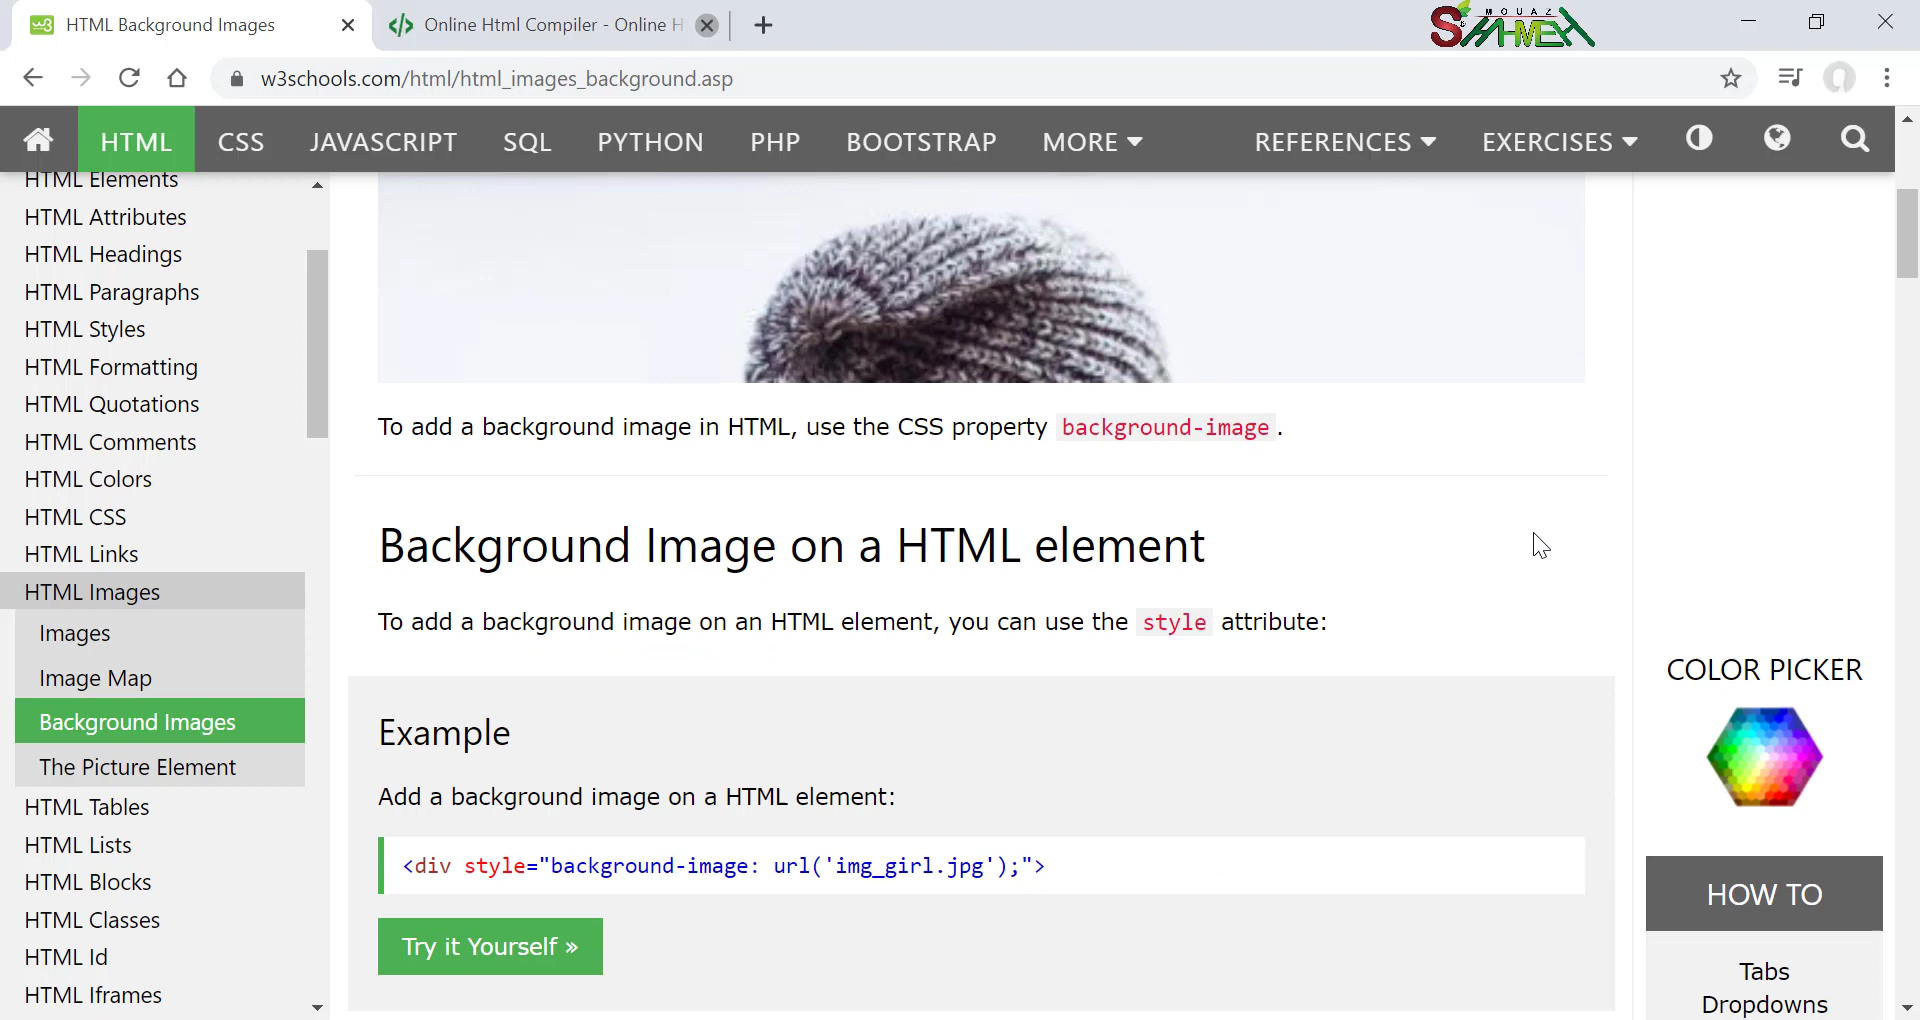 HTML Background Images
Online Html Compiler - Online H
MOUAZ
w3schools.com/html/html_images_background.asp
HTML CSS JAVASCRIPT SQL PYTHON PHP BOOTSTRAP MORE REFERENCES EXERCISES
HTML Elements
HTML Attributes
HTML Headings
HTML Paragraphs
HTML Styles
HTML Formatting
HTML Quotations
HTML Comments
HTML Colors
HTML CSS
HTML Links
HTML Images
Images
Image Map
Background Images
The Picture Element
HTML Tables
HTML Lists
HTML Blocks
HTML Classes
HTML Id
HTML Iframes
To add a background image in HTML, use the CSS property background-image.
Background Image on a HTML element
To add a background image on an HTML element, you can use the style attribute:
Example
Add a background image on a HTML element:
<div style="background-image: url('img_girl.jpg');">
Try it Yourself »
COLOR PICKER
HOW TO
Tabs
Dropdowns